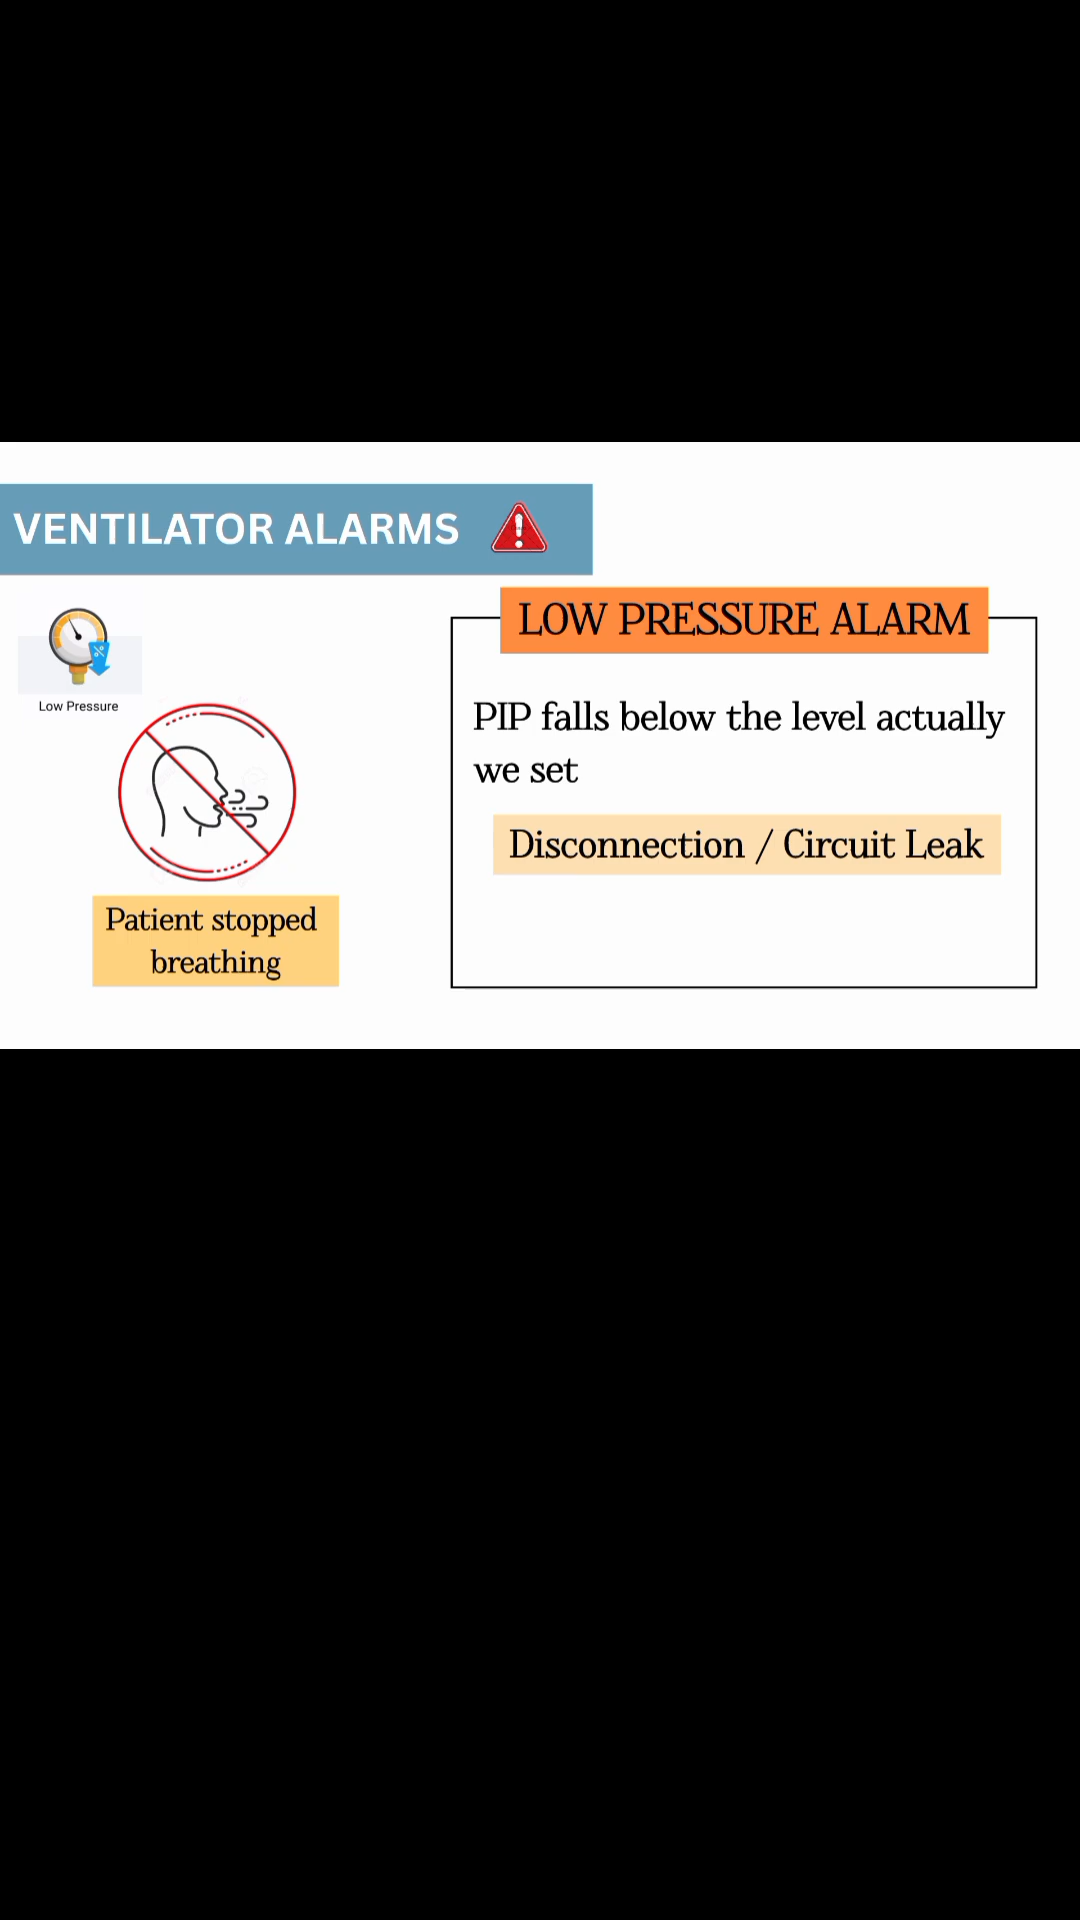 VENTILATOR ALARMS
Low Pressure
Patient stopped
breathing
LOW PRESSURE ALARM
PIP falls below the level actually
we set
Disconnection / Circuit Leak